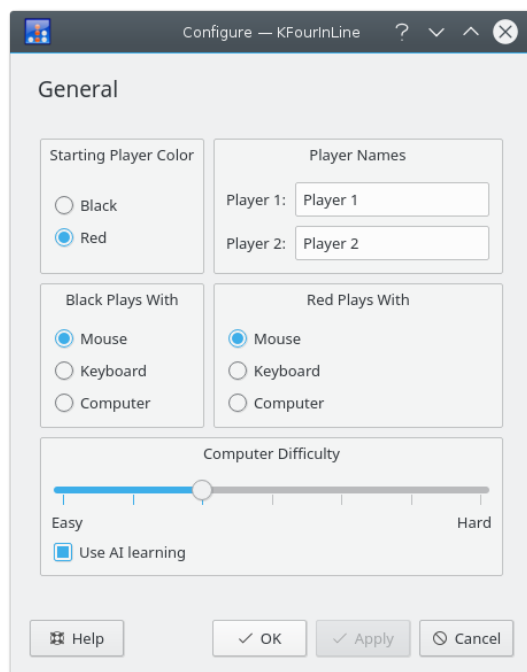 Configure — KFourInLine
General
Starting Player Color
Black
Red
Player Names
Player 1: Player 1
Player 2: Player 2
Black Plays With
Mouse
Keyboard
Computer
Red Plays With
Mouse
Keyboard
Computer
Computer Difficulty
Easy Hard
Use AI learning
Help OK Apply Cancel